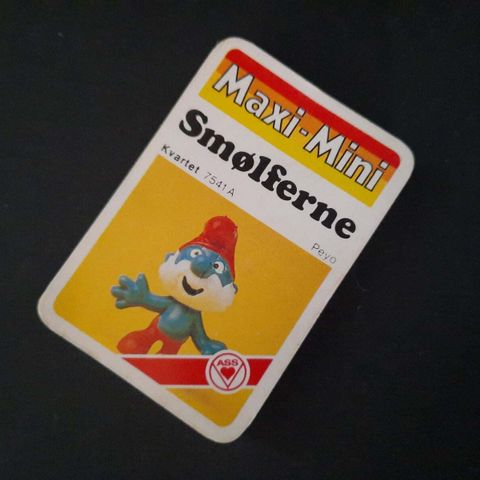 Maxi-Mini
Smølferne
Kvartet 7541A
Peyo
ASS